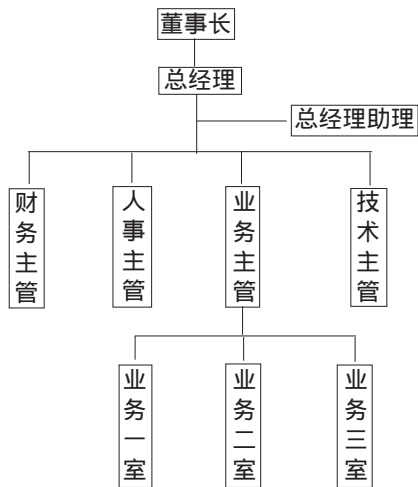 董事长
总经理
总经理助理
财务主管
人事主管
业务主管
技术主管
业务一室
业务二室
业务三室